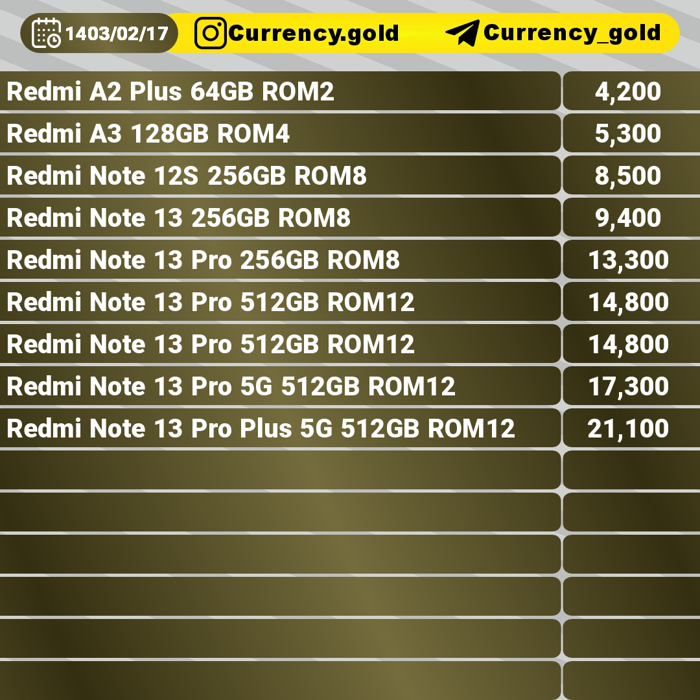 1403/02/17 Currency.gold Currency_gold
Redmi A2 Plus 64GB ROM2 4,200
Redmi A3 128GB ROM4 5,300
Redmi Note 12S 256GB ROM8 8,500
Redmi Note 13 256GB ROM8 9,400
Redmi Note 13 Pro 256GB ROM8 13,300
Redmi Note 13 Pro 512GB ROM12 14,800
Redmi Note 13 Pro 512GB ROM12 14,800
Redmi Note 13 Pro 5G 512GB ROM12 17,300
Redmi Note 13 Pro Plus 5G 512GB ROM12 21,100